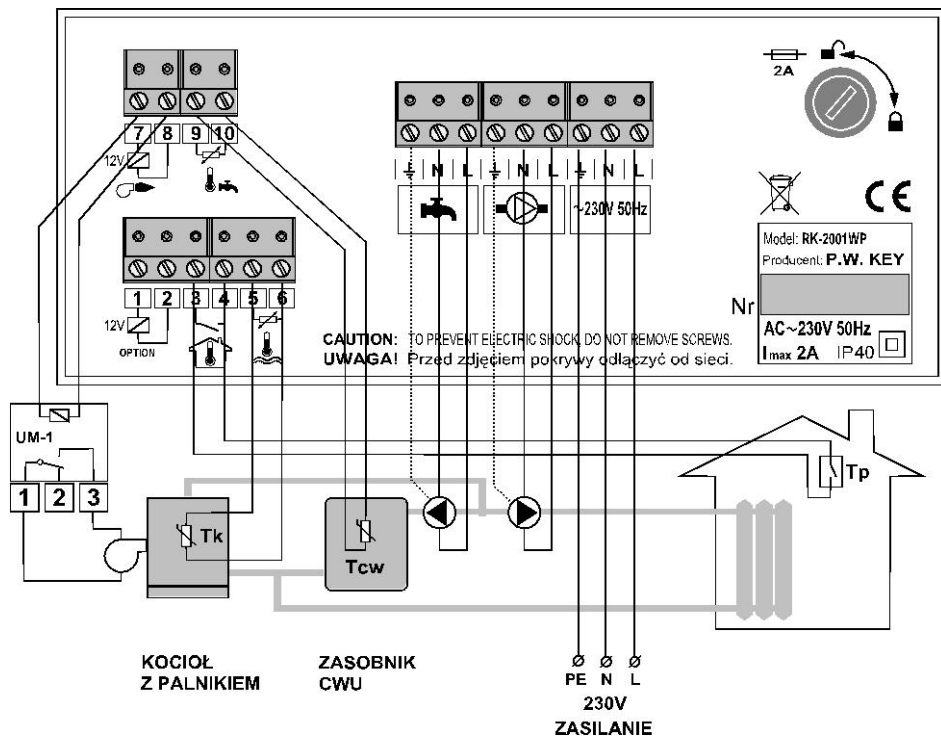 2A
7 8 9 10
12V
N L N L N L
~230V 50Hz
Model: RK-2001WP
Producent: P.W. KEY
Nr
AC~230V 50Hz
Imax 2A IP40
1 2 3 4 5 6
12V
OPTION
CAUTION: TO PREVENT ELECTRIC SHOCK, DO NOT REMOVE SCREWS.
UWAGA! Przed zdjęciem pokrywy odłączyć od sieci.
UM-1
1 2 3
Tk
Tcw
Tp
KOCIOŁ
Z PALNIKIEM
ZASOBNIK
CWU
PE N L
230V
ZASILANIE
CE